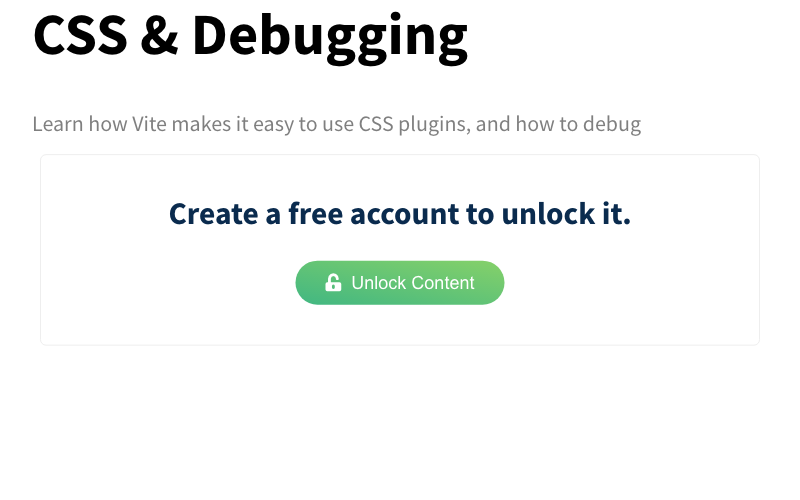 CSS & Debugging
Learn how Vite makes it easy to use CSS plugins, and how to debug
Create a free account to unlock it.
Unlock Content